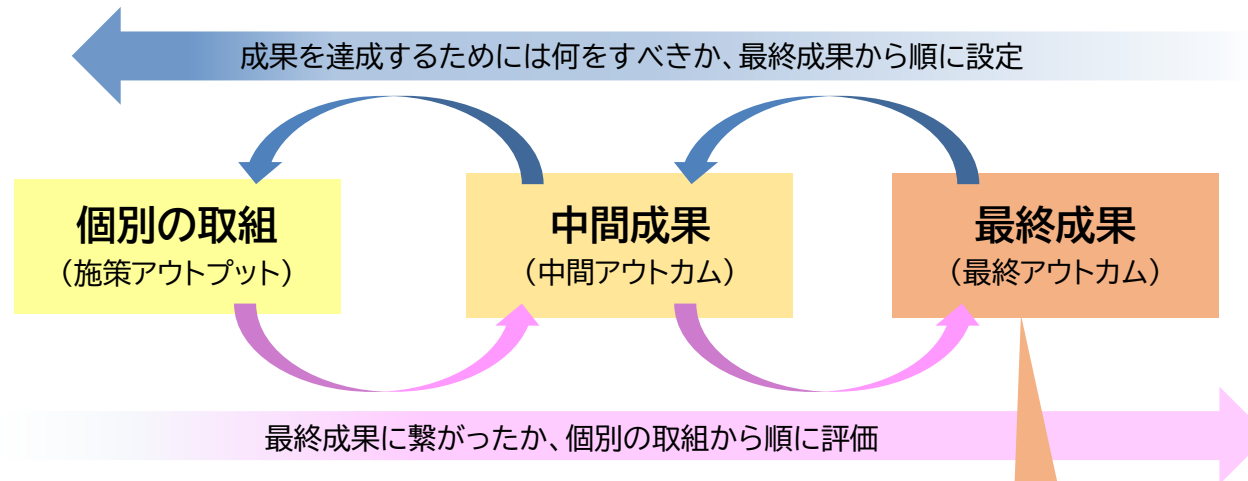 成果を達成するためには何をすべきか、最終成果から順に設定
個別の取組
（施策アウトプット）
中間成果
（中間アウトカム）
最終成果
（最終アウトカム）
最終成果に繋がったか、個別の取組から順に評価